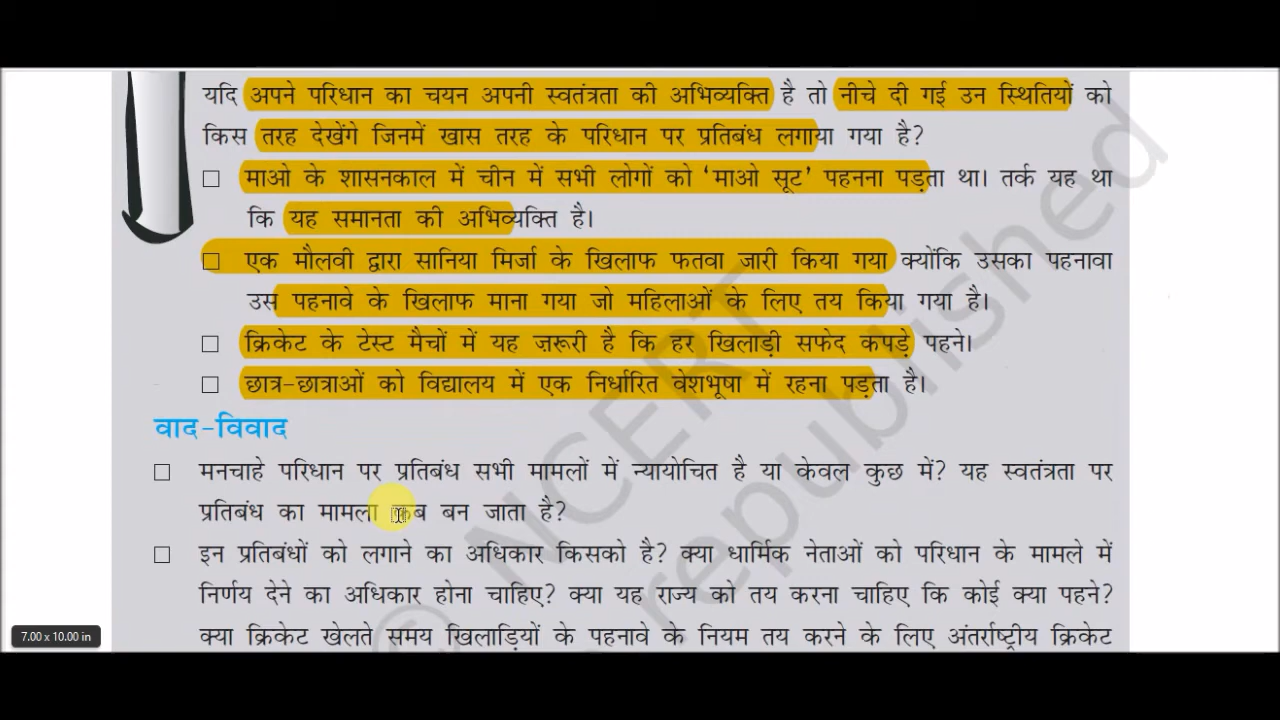 यदि अपने परिधान का चयन अपनी स्वतंत्रता की अभिव्यक्ति है तो नीचे दी गई उन स्थितियों को
किस तरह देखेंगे जिनमें खास तरह के परिधान पर प्रतिबंध लगाया गया है?
□ माओ के शासनकाल में चीन में सभी लोगों को ‘माओ सूट’ पहनना पड़ता था। तर्क यह था
कि यह समानता की अभिव्यक्ति है।
□ एक मौलवी द्वारा सानिया मिर्जा के खिलाफ फतवा जारी किया गया क्योंकि उसका पहनावा
उस पहनावे के खिलाफ माना गया जो महिलाओं के लिए तय किया गया है।
□ क्रिकेट के टेस्ट मैचों में यह ज़रूरी है कि हर खिलाड़ी सफेद कपड़े पहने।
□ छात्र-छात्राओं को विद्यालय में एक निर्धारित वेशभूषा में रहना पड़ता है।
वाद-विवाद
□ मनचाहे परिधान पर प्रतिबंध सभी मामलों में न्यायोचित है या केवल कुछ में? यह स्वतंत्रता पर
प्रतिबंध का मामला कब बन जाता है?
□ इन प्रतिबंधों को लगाने का अधिकार किसको है? क्या धार्मिक नेताओं को परिधान के मामले में
निर्णय देने का अधिकार होना चाहिए? क्या यह राज्य को तय करना चाहिए कि कोई क्या पहने?
क्या क्रिकेट खेलते समय खिलाड़ियों के पहनावे के नियम तय करने के लिए अंतर्राष्ट्रीय क्रिकेट
7.00 x 10.00 in
© NCERT
republished